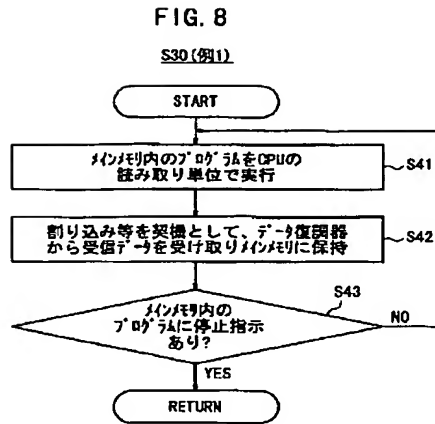 FIG. 8
S30(例1)
START
メインメモリ内のプログラムをCPUの
読み取り単位で実行
S41
割り込み等を契機として、データ復調器
から受信データを受け取りメインメモリに保持
S42
メインメモリ内の
プログラムに停止指示
あり?
S43
NO
YES
RETURN